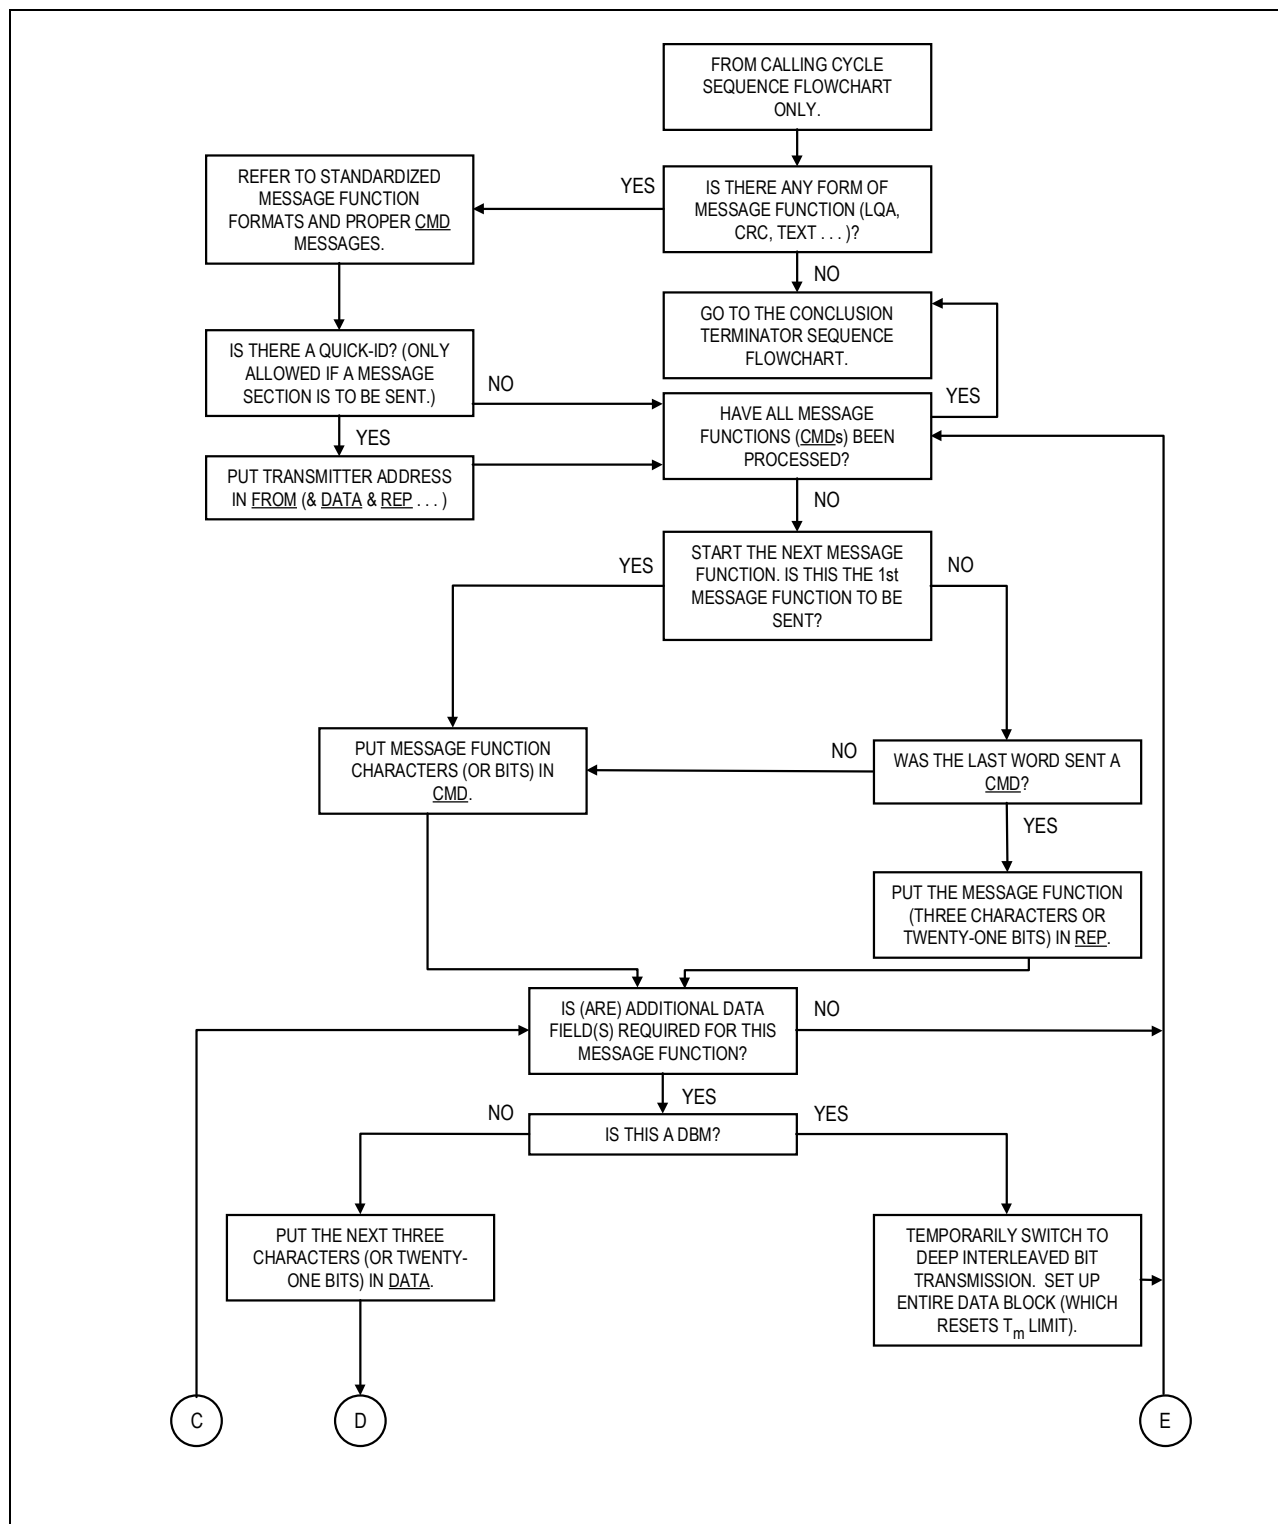 FROM CALLING CYCLE
SEQUENCE FLOWCHART
ONLY.
REFER TO STANDARDIZED
MESSAGE FUNCTION
FORMATS AND PROPER CMD
MESSAGES.
YES
IS THERE ANY FORM OF
MESSAGE FUNCTION (LQA,
CRC, TEXT . . . )?
NO
GO TO THE CONCLUSION
TERMINATOR SEQUENCE
FLOWCHART.
IS THERE A QUICK-ID? (ONLY
ALLOWED IF A MESSAGE
SECTION IS TO BE SENT.)
NO
YES
YES
HAVE ALL MESSAGE
FUNCTIONS (CMDs) BEEN
PROCESSED?
PUT TRANSMITTER ADDRESS
IN FROM (& DATA & REP . . . )
NO
YES
START THE NEXT MESSAGE
FUNCTION. IS THIS THE 1st
MESSAGE FUNCTION TO BE
SENT?
NO
PUT MESSAGE FUNCTION
CHARACTERS (OR BITS) IN
CMD.
NO
WAS THE LAST WORD SENT A
CMD?
YES
PUT THE MESSAGE FUNCTION
(THREE CHARACTERS OR
TWENTY-ONE BITS) IN REP.
IS (ARE) ADDITIONAL DATA
FIELD(S) REQUIRED FOR THIS
MESSAGE FUNCTION?
NO
YES
NO
IS THIS A DBM?
YES
PUT THE NEXT THREE
CHARACTERS (OR TWENTY-
ONE BITS) IN DATA.
TEMPORARILY SWITCH TO
DEEP INTERLEAVED BIT
TRANSMISSION. SET UP
ENTIRE DATA BLOCK (WHICH
RESETS Tm LIMIT).
C
D
E